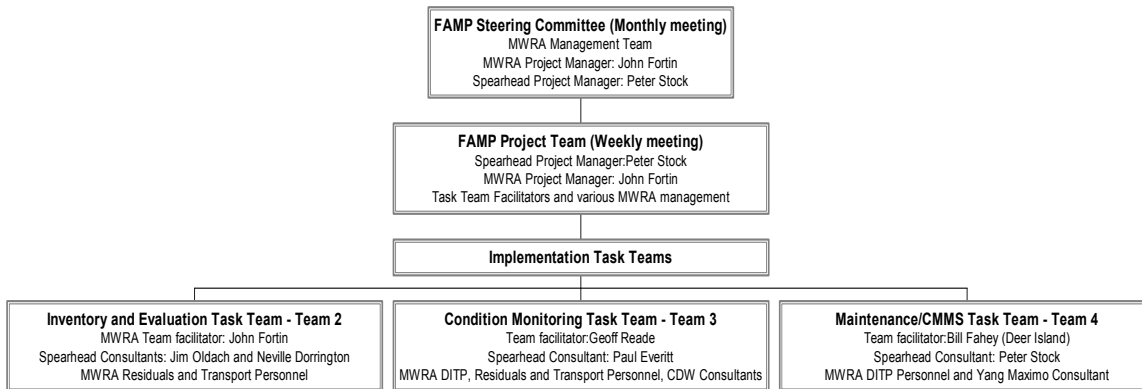 FAMP Steering Committee (Monthly meeting)
MWRA Management Team
MWRA Project Manager: John Fortin
Spearhead Project Manager: Peter Stock
FAMP Project Team (Weekly meeting)
Spearhead Project Manager:Peter Stock
MWRA Project Manager: John Fortin
Task Team Facilitators and various MWRA management
Implementation Task Teams
Inventory and Evaluation Task Team - Team 2
MWRA Team facilitator: John Fortin
Spearhead Consultants: Jim Oldach and Neville Dorrington
MWRA Residuals and Transport Personnel
Condition Monitoring Task Team - Team 3
Team facilitator:Geoff Reade
Spearhead Consultant: Paul Everitt
MWRA DITP, Residuals and Transport Personnel, CDW Consultants
Maintenance/CMMS Task Team - Team 4
Team facilitator:Bill Fahey (Deer Island)
Spearhead Consultant: Peter Stock
MWRA DITP Personnel and Yang Maximo Consultant